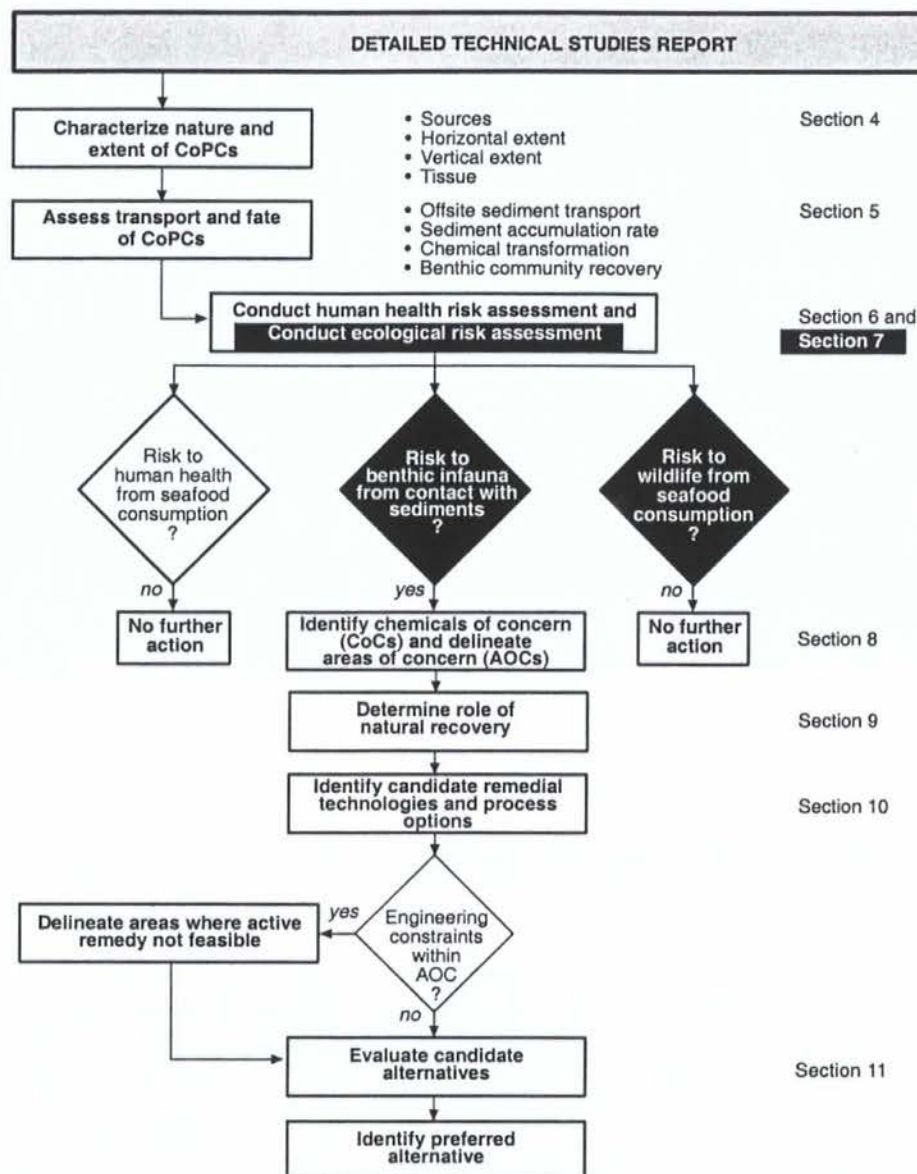 DETAILED TECHNICAL STUDIES REPORT
Characterize nature and
extent of CoPCs
• Sources
• Horizontal extent
• Vertical extent
• Tissue
Section 4
Assess transport and fate
of CoPCs
• Offsite sediment transport
• Sediment accumulation rate
• Chemical transformation
• Benthic community recovery
Section 5
Conduct human health risk assessment and
Conduct ecological risk assessment
Section 6 and
Section 7
Risk to
human health
from seafood
consumption
?
Risk to
benthic infauna
from contact with
sediments
?
Risk to
wildlife from
seafood
consumption
?
no
yes
no
No further
action
Identify chemicals of concern
(CoCs) and delineate
areas of concern (AOCs)
No further
action
Section 8
Determine role of
natural recovery
Section 9
Identify candidate remedial
technologies and process
options
Section 10
Delineate areas where active
remedy not feasible
yes
Engineering
constraints
within
AOC
?
no
Evaluate candidate
alternatives
Section 11
Identify preferred
alternative